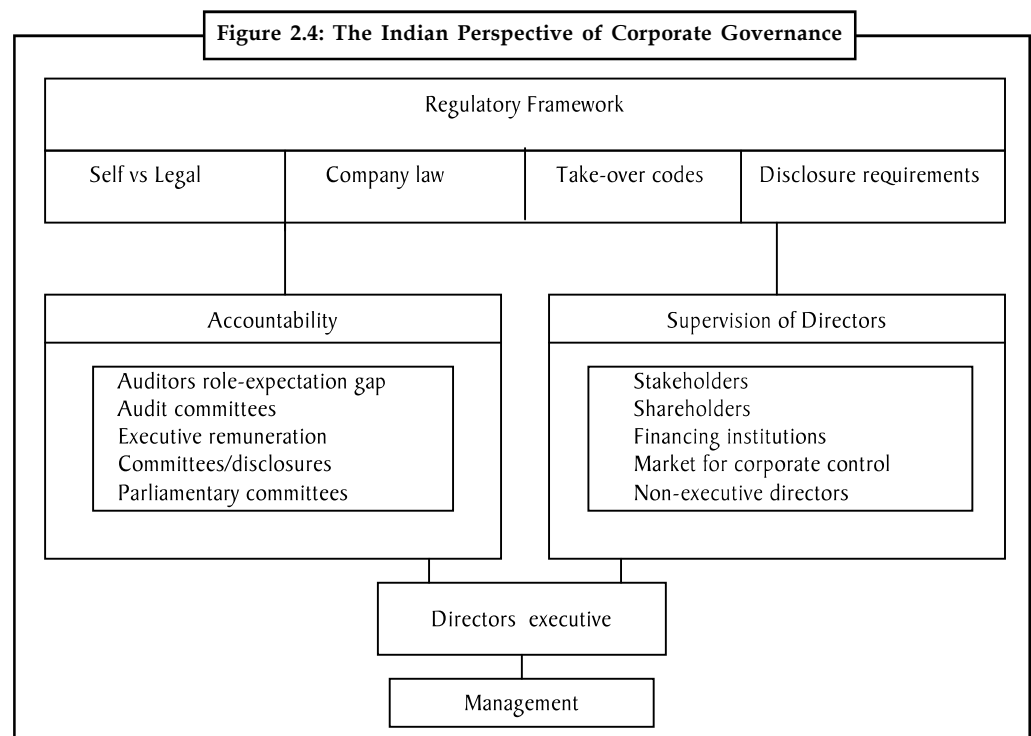 Figure 2.4: The Indian Perspective of Corporate Governance
Regulatory Framework
Self vs Legal
Company law
Take-over codes
Disclosure requirements
Accountability
Auditors role-expectation gap
Audit committees
Executive remuneration
Committees/disclosures
Parliamentary committees
Supervision of Directors
Stakeholders
Shareholders
Financing institutions
Market for corporate control
Non-executive directors
Directors executive
Management